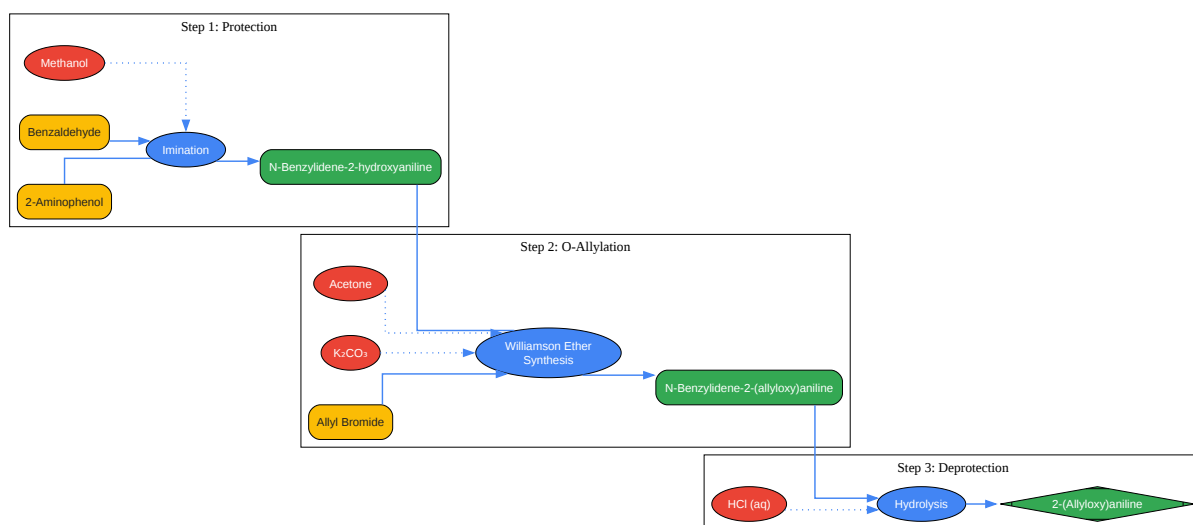 Step 1: Protection
Methanol
Benzaldehyde
Imination
N-Benzylidene-2-hydroxyaniline
2-Aminophenol
Step 2: O-Allylation
Acetone
K₂CO₃
Williamson Ether
Synthesis
N-Benzylidene-2-(allyloxy)aniline
Allyl Bromide
Step 3: Deprotection
HCl (aq)
Hydrolysis
2-(Allyloxy)aniline